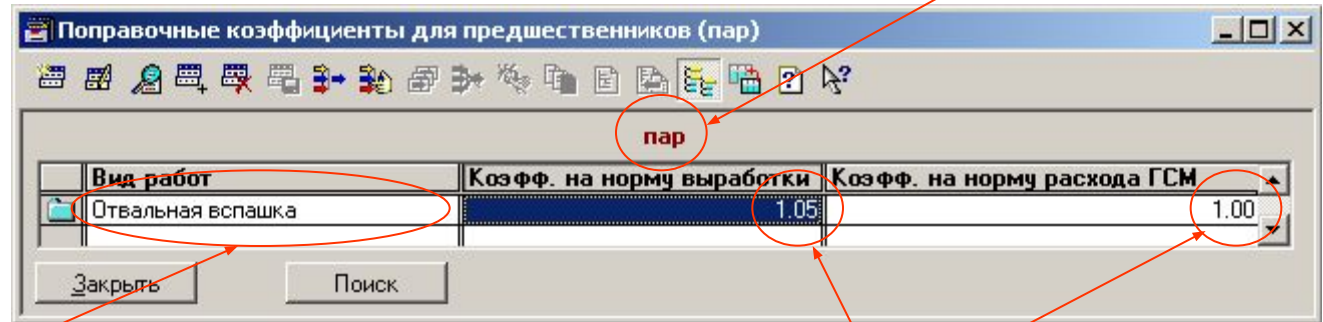 Поправочные коэффициенты для предшественников (пар)
пар
Вид работ Коэфф. на норму выработки Коэфф. на норму расхода ГСМ
Отвальная вспашка 1.05 1.00
Закрыть Поиск